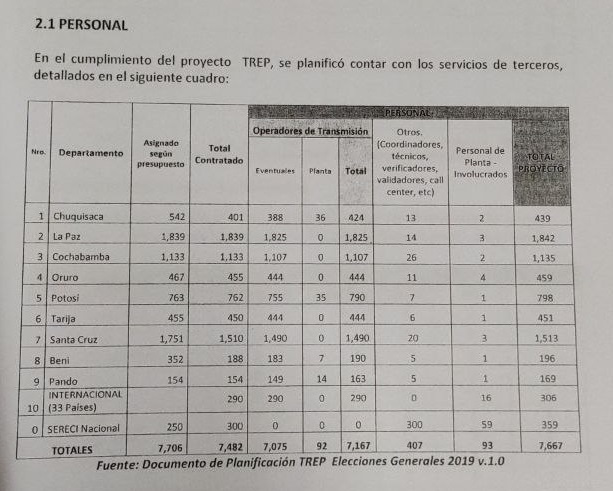 2.1 PERSONAL
En el cumplimiento del proyecto TREP, se planificó contar con los servicios de terceros,
detallados en el siguiente cuadro:
PERSONAL
Nro. Departamento Asignado según presupuesto Total Contratado Operadores de Transmisión Otros. (Coordinadores, técnicos, verificadores, validadores, call center, etc) Personal de Planta - Involucrados TOTAL PROYECTO
Eventuales Planta Total
1 Chuquisaca 542 401 388 36 424 13 2 439
2 La Paz 1,839 1,839 1,825 0 1,825 14 3 1,842
3 Cochabamba 1,133 1,133 1,107 0 1,107 26 2 1,135
4 Oruro 467 455 444 0 444 11 4 459
5 Potosí 763 762 755 35 790 7 1 798
6 Tarija 455 450 444 0 444 6 1 451
7 Santa Cruz 1,751 1,510 1,490 0 1,490 20 3 1,513
8 Beni 352 188 183 7 190 5 1 196
9 Pando 154 154 149 14 163 5 1 169
10 INTERNACIONAL (33 Países) 290 290 0 290 0 16 306
0 SERECI Nacional 250 300 0 0 0 300 59 359
TOTALES 7,706 7,482 7,075 92 7,167 407 93 7,667
Fuente: Documento de Planificación TREP Elecciones Generales 2019 v.1.0